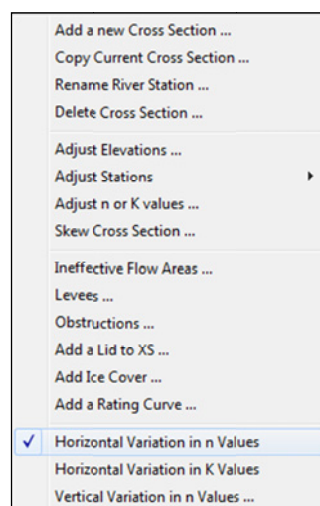 Add a new Cross Section ...
Copy Current Cross Section ...
Rename River Station ...
Delete Cross Section ...
Adjust Elevations ...
Adjust Stations
Adjust n or K values ...
Skew Cross Section ...
Ineffective Flow Areas ...
Levees ...
Obstructions ...
Add a Lid to XS ...
Add Ice Cover ...
Add a Rating Curve ...
Horizontal Variation in n Values
Horizontal Variation in K Values
Vertical Variation in n Values ...